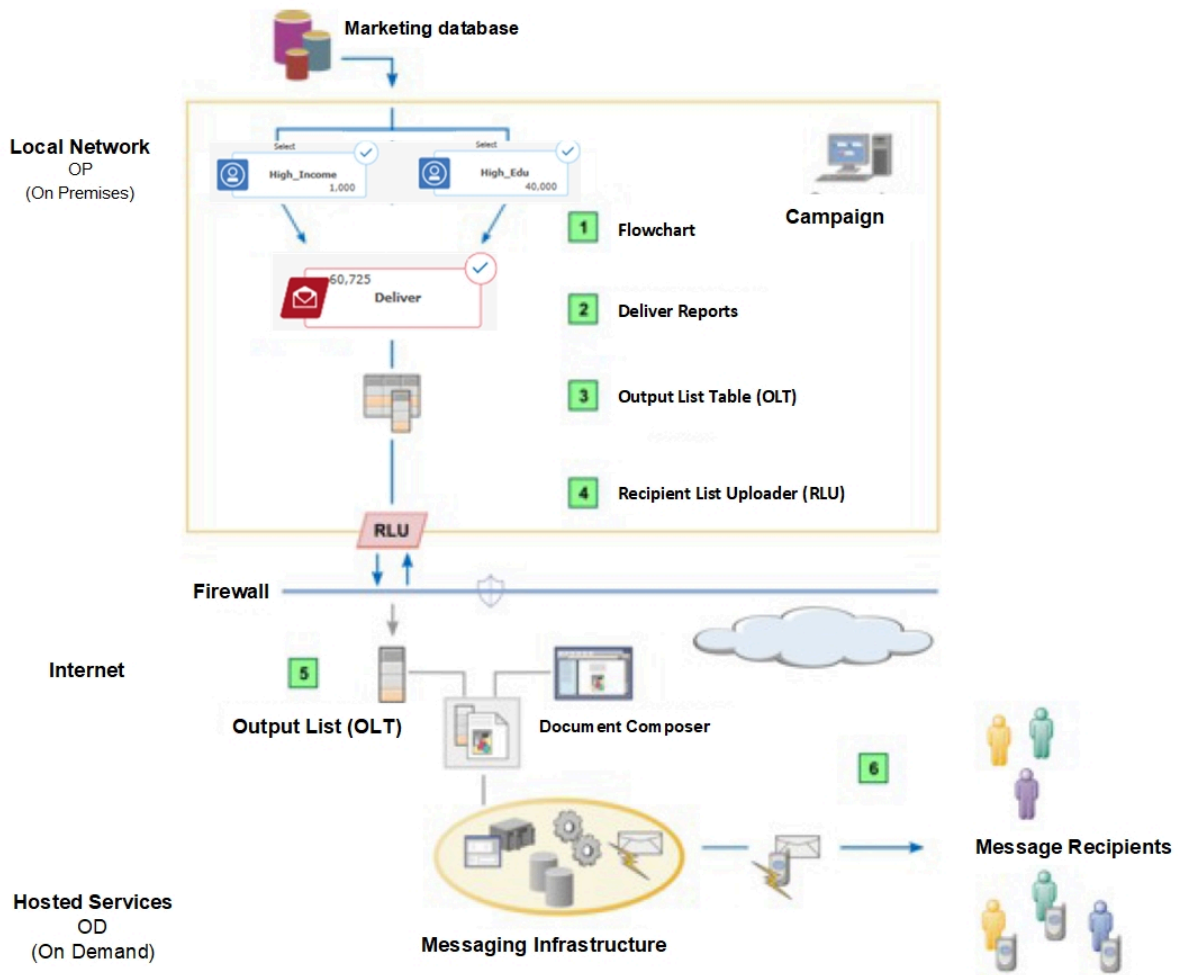 Marketing database
Local Network
OP
(On Premises)
Select
High_Income
1,000
Select
High_Edu
40,000
Campaign
1
Flowchart
60,725
Deliver
2
Deliver Reports
3
Output List Table (OLT)
4
Recipient List Uploader (RLU)
RLU
Firewall
Internet
5
Output List (OLT)
Document Composer
6
Message Recipients
Hosted Services
OD
(On Demand)
Messaging Infrastructure